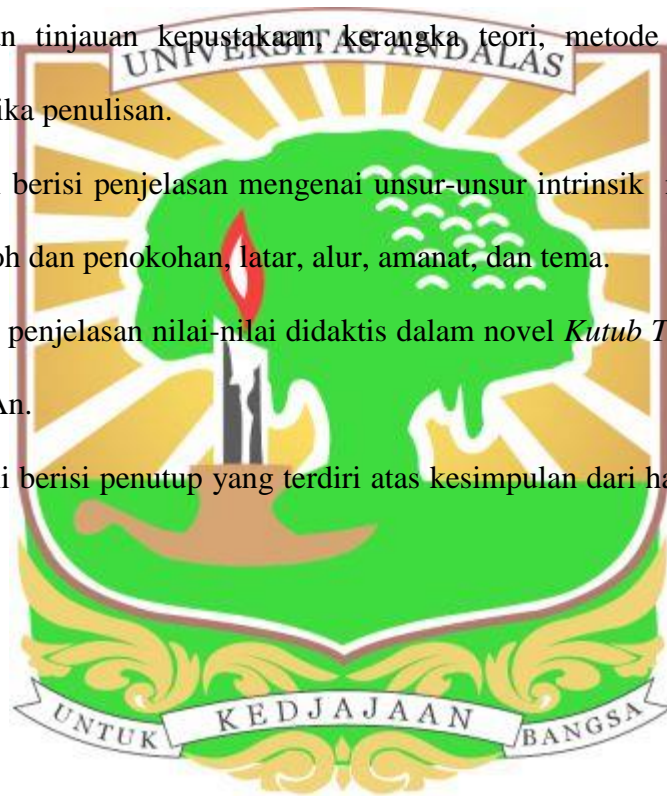 n tinjauan kepustakaan, kerangka teori, metode
UNIVERSITAS ANDALAS
ika penulisan.
berisi penjelasan mengenai unsur-unsur intrinsik
oh dan penokohan, latar, alur, amanat, dan tema.
penjelasan nilai-nilai didaktis dalam novel Kutub T
An.
i berisi penutup yang terdiri atas kesimpulan dari ha
UNTUK KEDJAJAAN BANGSA